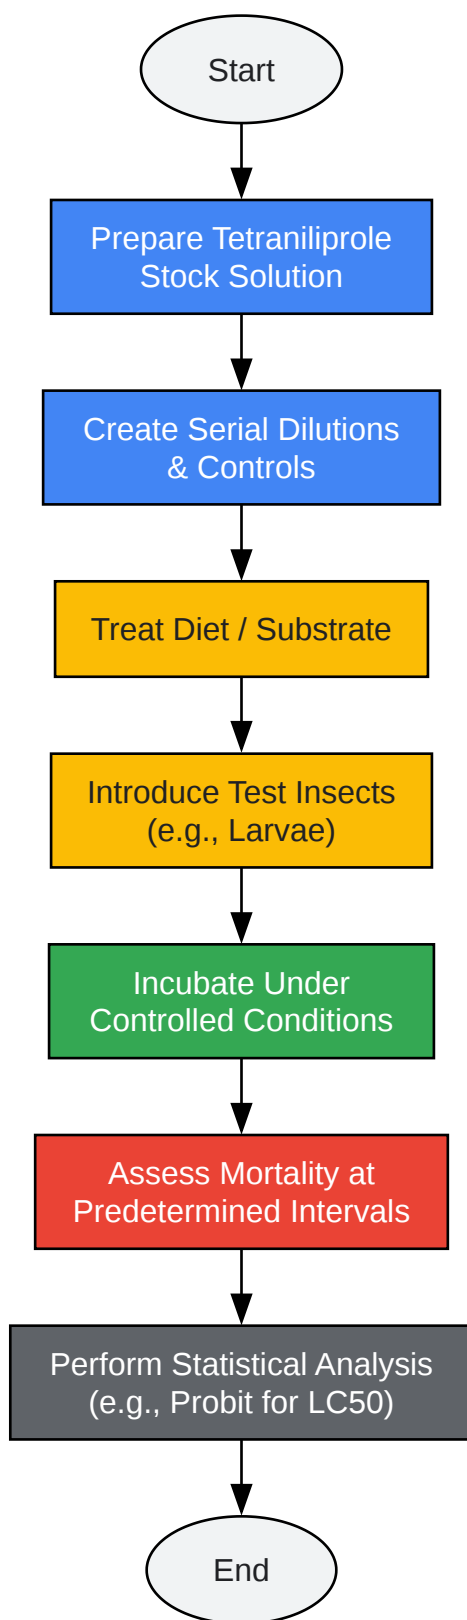 Start
Prepare Tetraniliprole
Stock Solution
Create Serial Dilutions
& Controls
Treat Diet / Substrate
Introduce Test Insects
(e.g., Larvae)
Incubate Under
Controlled Conditions
Assess Mortality at
Predetermined Intervals
Perform Statistical Analysis
(e.g., Probit for LC50)
End